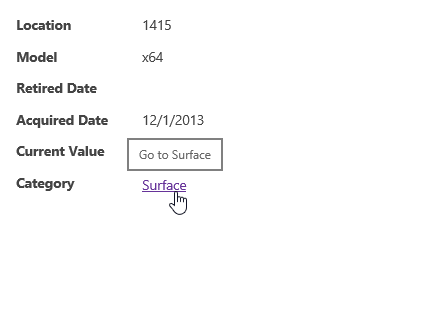 Location 1415
Model x64
Retired Date
Acquired Date 12/1/2013
Current Value Go to Surface
Category Surface